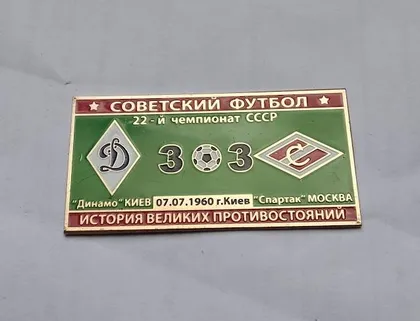 СОВЕТСКИЙ ФУТБОЛ
22-й чемпионат СССР
Д 3 3 С
"Динамо" КИЕВ 07.07.1960 г.Киев "Спартак" МОСКВА
ИСТОРИЯ ВЕЛИКИХ ПРОТИВОСТОЯНИЙ